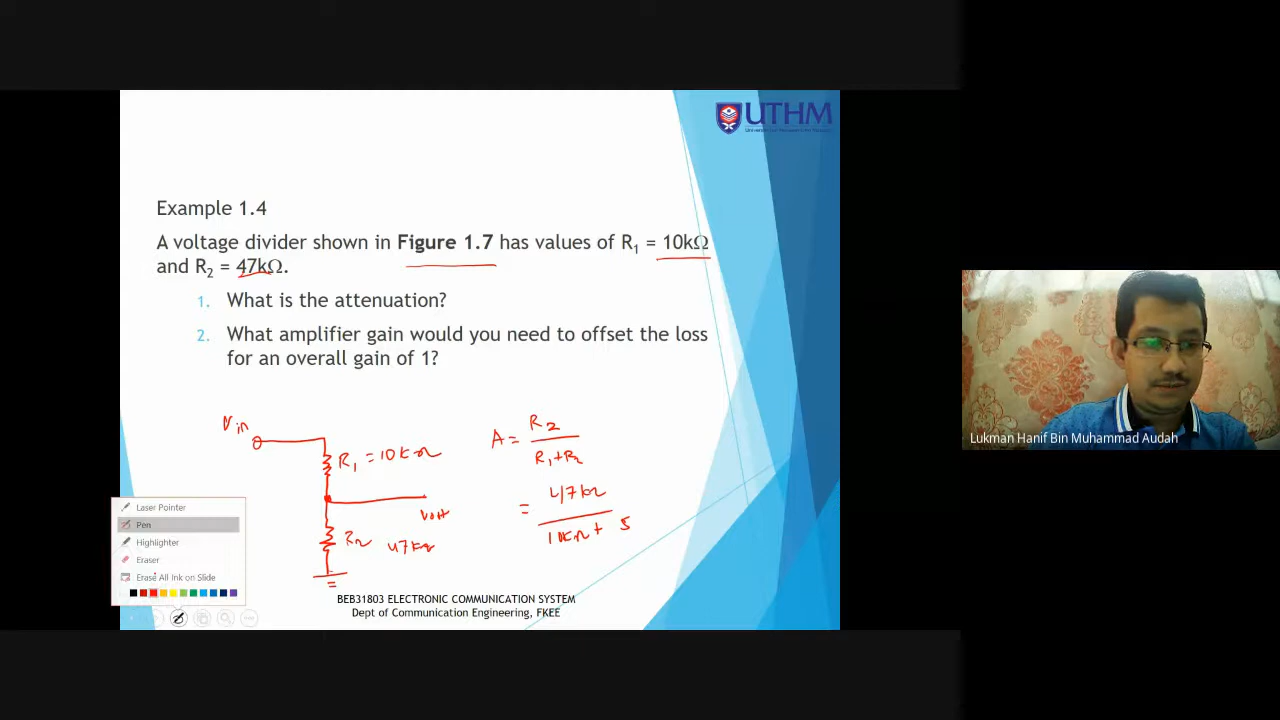 UTHM
Example 1.4
A voltage divider shown in Figure 1.7 has values of R1 = 10kΩ
and R2 = 47kΩ.
1. What is the attenuation?
2. What amplifier gain would you need to offset the loss
for an overall gain of 1?
Vin
R1 = 10kΩ
Vout
R2 47kΩ
A = R2
R1+R2
= 47kΩ
10kΩ + 5
Laser Pointer
Pen
Highlighter
Eraser
Erase All Ink on Slide
BEB31803 ELECTRONIC COMMUNICATION SYSTEM
Dept of Communication Engineering, FKEE
Lukman Hanif Bin Muhammad Audah